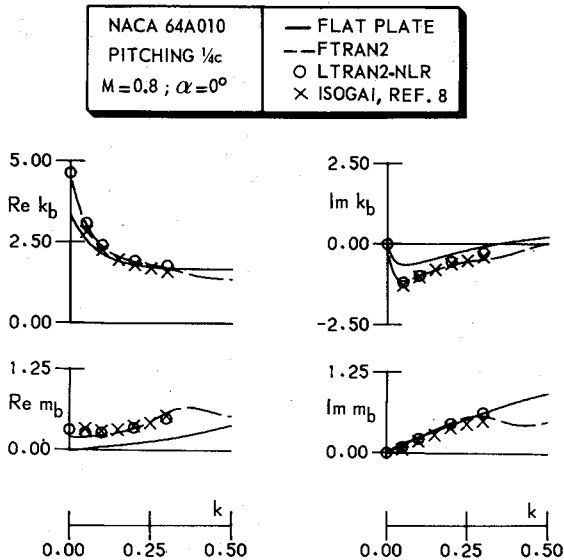 NACA 64A010
PITCHING ¼c
M=0.8 ; α=0°
FLAT PLATE
FTRAN2
LTRAN2-NLR
ISOGAI, REF. 8
5.00
Re k_b
2.50
0.00
2.50
Im k_b
0.00
-2.50
1.25
Re m_b
0.00
1.25
Im m_b
0.00
k
0.00 0.25 0.50
k
0.00 0.25 0.50